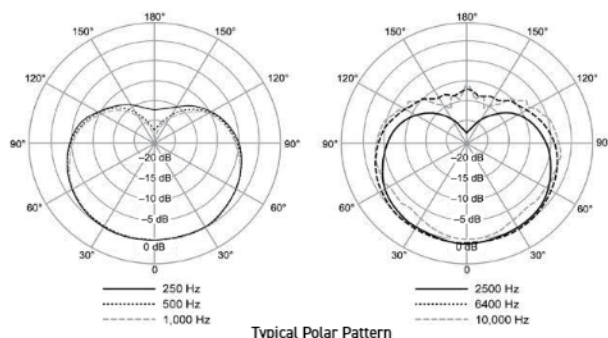 180°
150° 150°
120° 120°
90° 90°
60° 60°
30° 30°
0
-20 dB
-15 dB
-10 dB
-5 dB
0 dB
250 Hz
500 Hz
1,000 Hz
180°
150° 150°
120° 120°
90° 90°
60° 60°
30° 30°
0
-20 dB
-15 dB
-10 dB
-5 dB
0 dB
2500 Hz
6400 Hz
10,000 Hz
Typical Polar Pattern